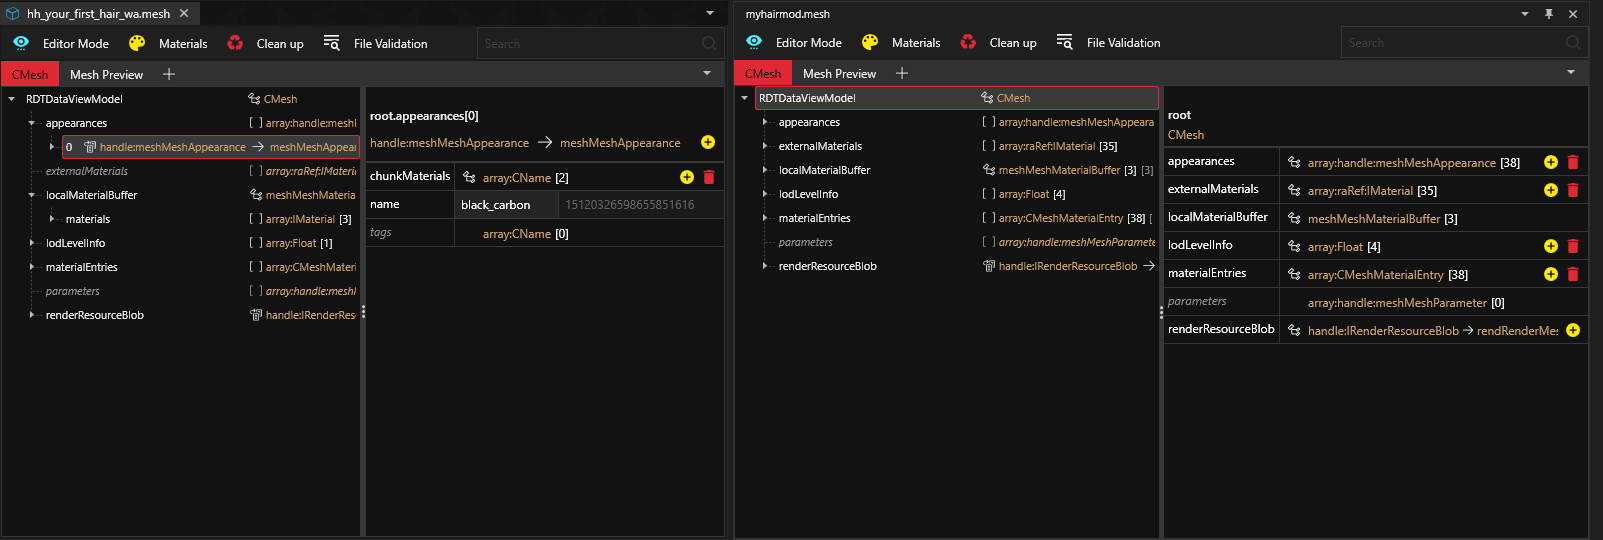 hh_your_first_hair_wa.mesh
Editor Mode Materials Clean up File Validation Search
CMesh Mesh Preview
RDTDataViewModel CMesh
appearances [ ] array:handle:mesh
0 handle:meshMeshAppearance → meshMeshAppear
externalMaterials [ ] array:raRef:IMateri
localMaterialBuffer meshMeshMateria
materials [ ] array:IMaterial [3]
lodLevelInfo [ ] array:Float [1]
materialEntries [ ] array:CMeshMateri
parameters [ ] array:handle:mesh
renderResourceBlob handle:IRenderRes
root.appearances[0]
handle:meshMeshAppearance → meshMeshAppearance
chunkMaterials array:CName [2]
name black_carbon 15120326598655851616
tags array:CName [0]
myhairmod.mesh
Editor Mode Materials Clean up File Validation Search
CMesh Mesh Preview
RDTDataViewModel CMesh
appearances [ ] array:handle:meshMeshAppeara
externalMaterials [ ] array:raRef:IMaterial [35]
localMaterialBuffer meshMeshMaterialBuffer [3] [3]
lodLevelInfo [ ] array:Float [4]
materialEntries [ ] array:CMeshMaterialEntry [38] [
parameters [ ] array:handle:meshMeshParamete
renderResourceBlob handle:IRenderResourceBlob →
root
CMesh
appearances array:handle:meshMeshAppearance [38]
externalMaterials array:raRef:IMaterial [35]
localMaterialBuffer meshMeshMaterialBuffer [3]
lodLevelInfo array:Float [4]
materialEntries array:CMeshMaterialEntry [38]
parameters array:handle:meshMeshParameter [0]
renderResourceBlob handle:IRenderResourceBlob → rendRenderMes